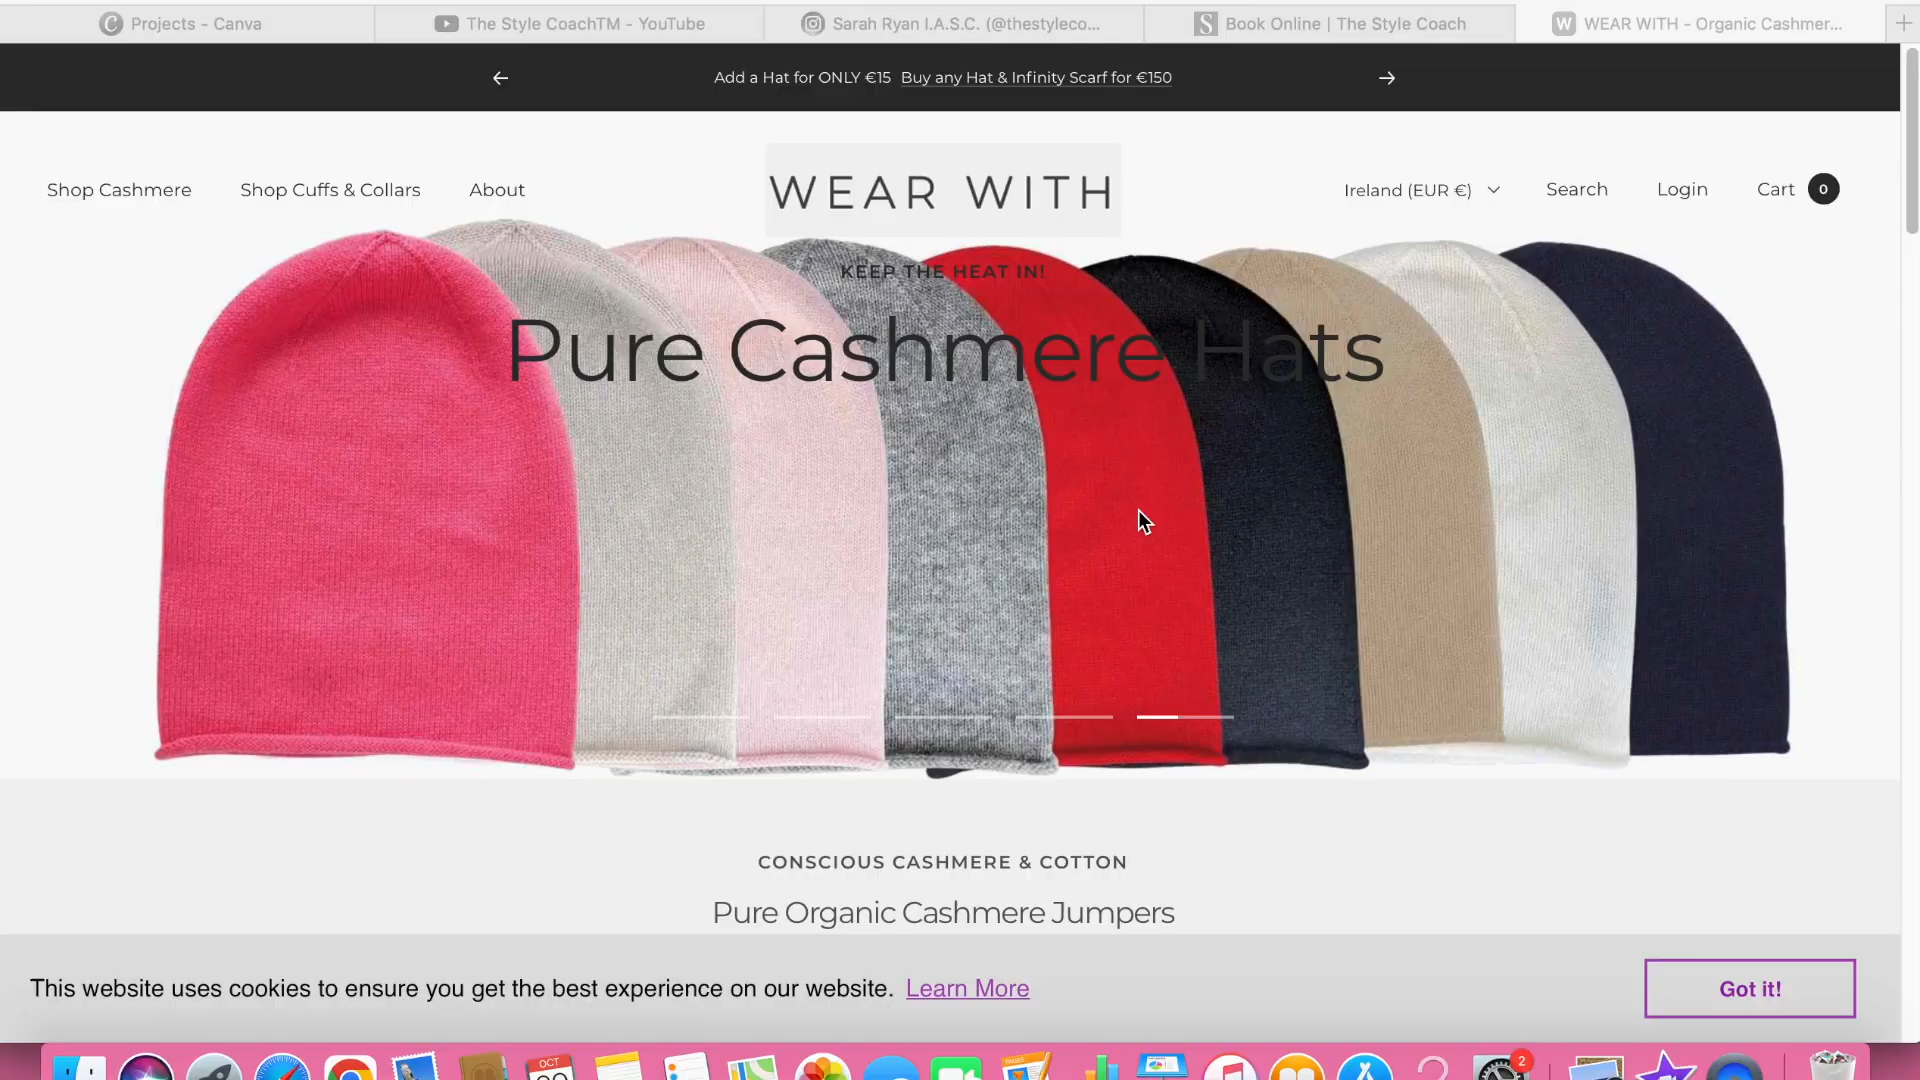 Projects - Canva
The Style CoachTM - YouTube
Sarah Ryan I.A.S.C. (@thestyleco...
Book Online | The Style Coach
WEAR WITH - Organic Cashmer...
Add a Hat for ONLY €15 Buy any Hat & Infinity Scarf for €150
Shop Cashmere
Shop Cuffs & Collars
About
WEAR WITH
Ireland (EUR €)
Search
Login
Cart 0
KEEP THE HEAT IN!
Pure Cashmere Hats
CONSCIOUS CASHMERE & COTTON
Pure Organic Cashmere Jumpers
This website uses cookies to ensure you get the best experience on our website. Learn More
Got it!
OCT
2